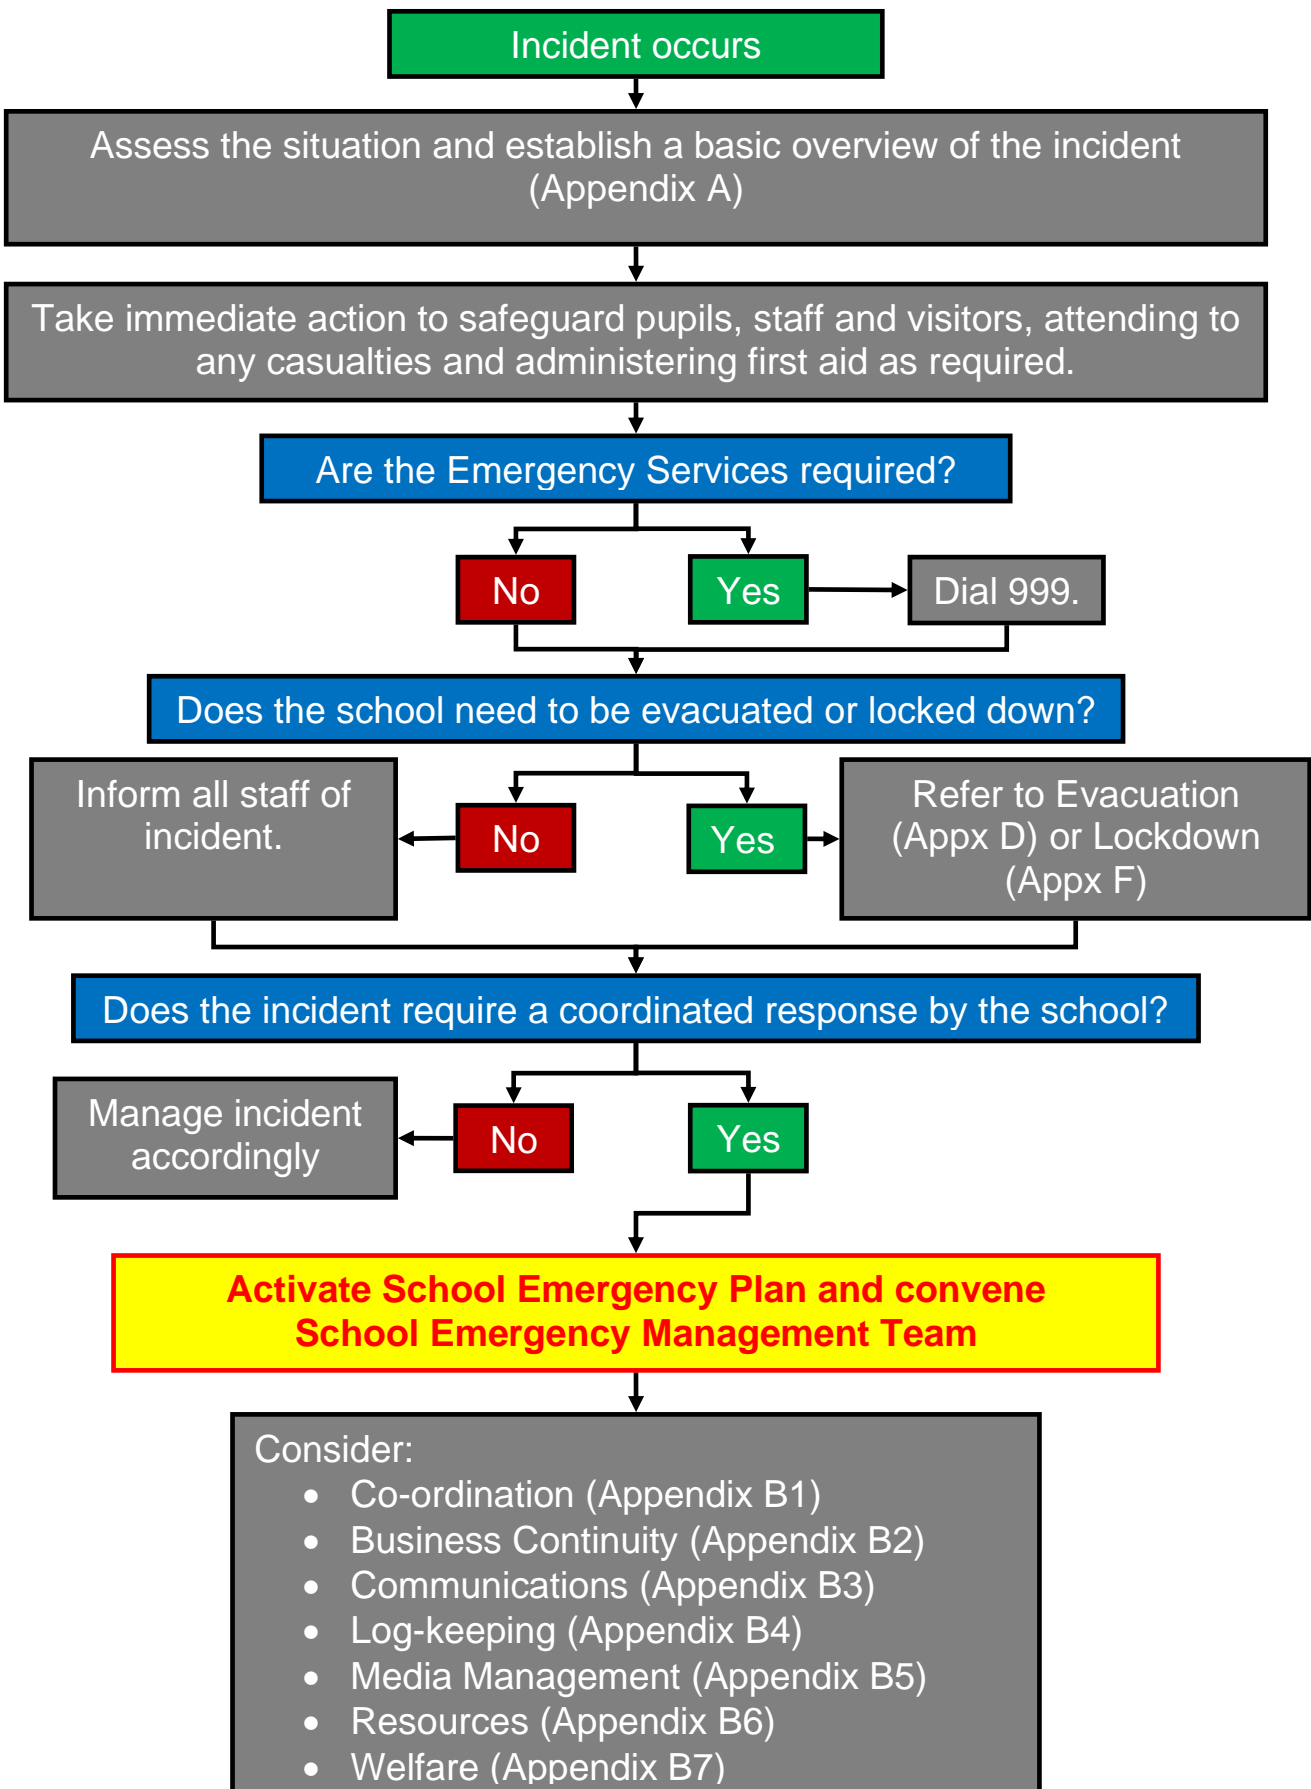 Incident occurs
Assess the situation and establish a basic overview of the incident
(Appendix A)
Take immediate action to safeguard pupils, staff and visitors, attending to
any casualties and administering first aid as required.
Are the Emergency Services required?
No
Yes
Dial 999.
Does the school need to be evacuated or locked down?
Inform all staff of
incident.
No
Yes
Refer to Evacuation
(Appx D) or Lockdown
(Appx F)
Does the incident require a coordinated response by the school?
Manage incident
accordingly
No
Yes
Activate School Emergency Plan and convene
School Emergency Management Team
Consider:
• Co-ordination (Appendix B1)
• Business Continuity (Appendix B2)
• Communications (Appendix B3)
• Log-keeping (Appendix B4)
• Media Management (Appendix B5)
• Resources (Appendix B6)
• Welfare (Appendix B7)